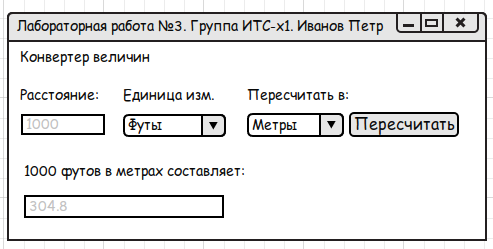 Лабораторная работа №3. Группа ИТС-х1. Иванов Петр
Конвертер величин
Расстояние: Единица изм. Пересчитать в:
1000 Футы Метры Пересчитать
1000 футов в метрах составляет:
304.8